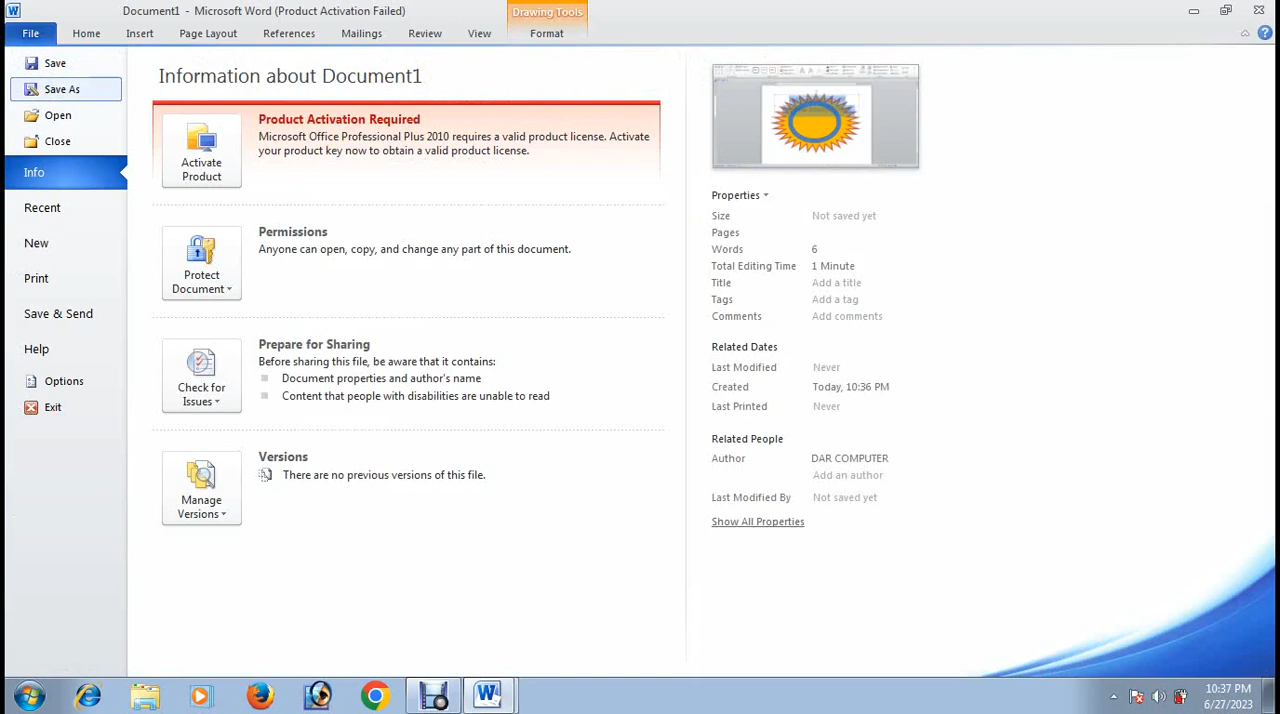 Document1 - Microsoft Word (Product Activation Failed)
Drawing Tools
File
Home
Insert
Page Layout
References
Mailings
Review
View
Format
Save
Save As
Open
Close
Info
Recent
New
Print
Save & Send
Help
Options
Exit
Information about Document1
Activate
Product
Product Activation Required
Microsoft Office Professional Plus 2010 requires a valid product license. Activate
your product key now to obtain a valid product license.
Protect
Document
Permissions
Anyone can open, copy, and change any part of this document.
Check for
Issues
Prepare for Sharing
Before sharing this file, be aware that it contains:
Document properties and author's name
Content that people with disabilities are unable to read
Manage
Versions
Versions
There are no previous versions of this file.
Properties
Size Not saved yet
Pages
Words 6
Total Editing Time 1 Minute
Title Add a title
Tags Add a tag
Comments Add comments
Related Dates
Last Modified Never
Created Today, 10:36 PM
Last Printed Never
Related People
Author DAR COMPUTER
Add an author
Last Modified By Not saved yet
Show All Properties
10:37 PM
6/27/2023